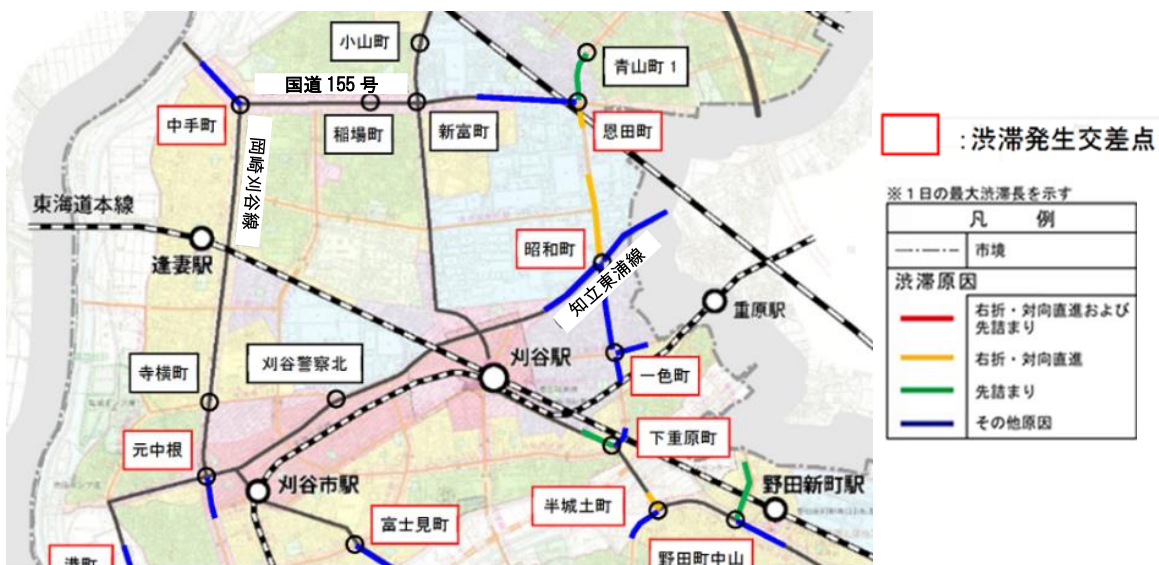 小山町
青山町1
国道155号
中手町
稲場町
新富町
恩田町
岡崎刈谷線
東海道本線
逢妻駅
昭和町
知立東浦線
重原駅
刈谷駅
刈谷警察北
一色町
寺横町
元中根
下重原町
刈谷市駅
半城土町
野田新町駅
富士見町
港町
野田町中山
:渋滞発生交差点
※1日の最大渋滞長を示す
凡 例
市境
渋滞原因
右折・対向直進および
先詰まり
右折・対向直進
先詰まり
その他原因